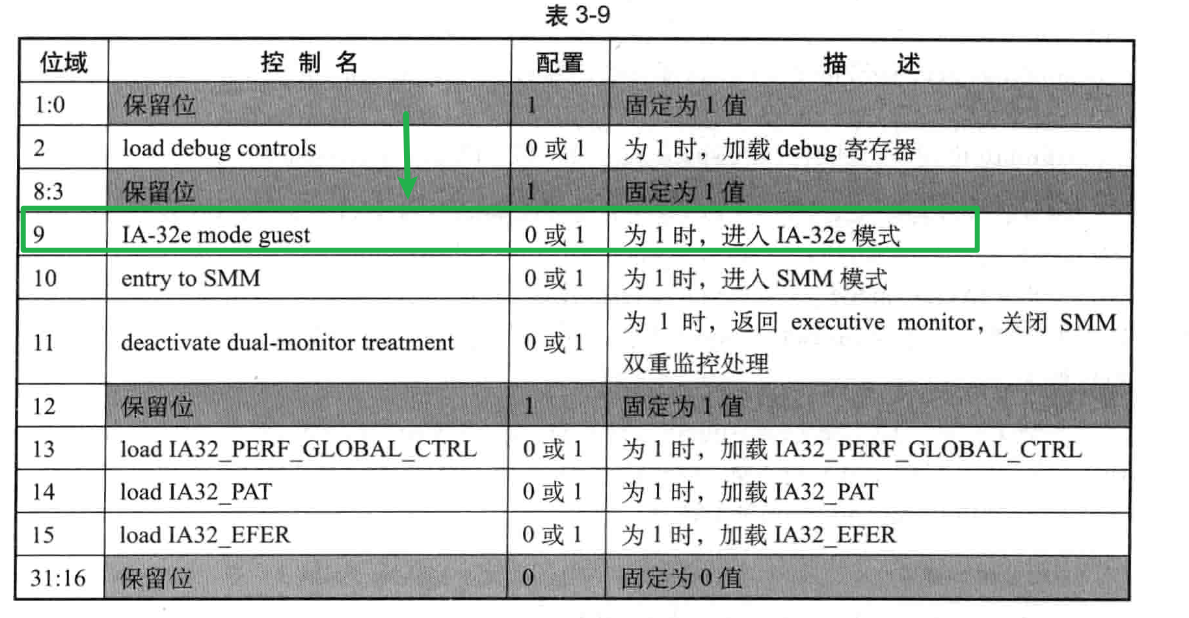 表 3-9
位域 控 制 名 配置 描 述
1:0 保留位 1 固定为 1 值
2 load debug controls 0 或 1 为 1 时，加载 debug 寄存器
8:3 保留位 1 固定为 1 值
9 IA-32e mode guest 0 或 1 为 1 时，进入 IA-32e 模式
10 entry to SMM 0 或 1 为 1 时，进入 SMM 模式
11 deactivate dual-monitor treatment 0 或 1 为 1 时，返回 executive monitor，关闭 SMM
双重监控处理
12 保留位 1 固定为 1 值
13 load IA32_PERF_GLOBAL_CTRL 0 或 1 为 1 时，加载 IA32_PERF_GLOBAL_CTRL
14 load IA32_PAT 0 或 1 为 1 时，加载 IA32_PAT
15 load IA32_EFER 0 或 1 为 1 时，加载 IA32_EFER
31:16 保留位 0 固定为 0 值